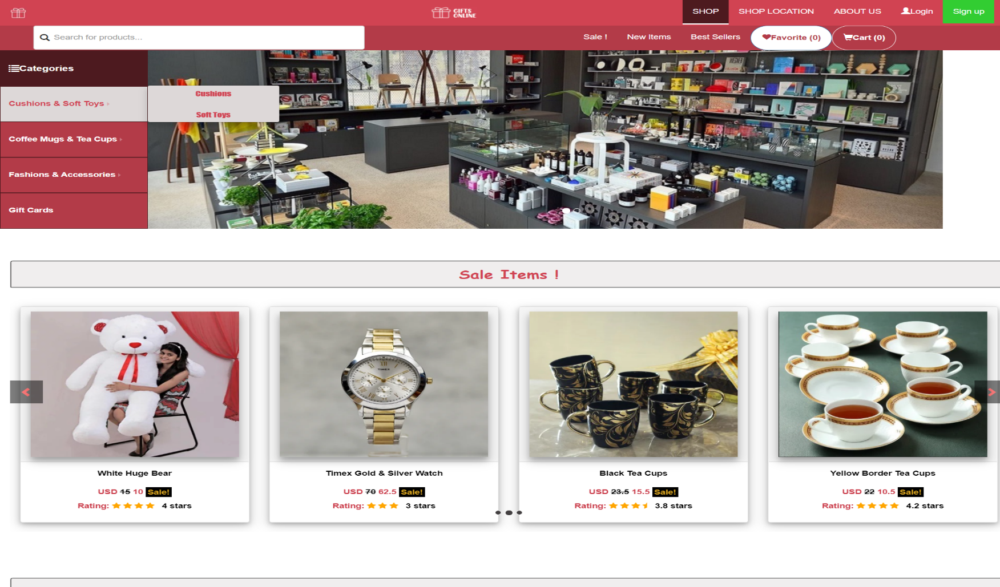 GIFTS
ONLINE
SHOP
SHOP LOCATION
ABOUT US
Login
Sign up
Search for products...
Sale !
New Items
Best Sellers
Favorite (0)
Cart (0)
Categories
Cushions & Soft Toys
Cushions
Soft Toys
Coffee Mugs & Tea Cups
Fashions & Accessories
Gift Cards
Sale Items !
TIMEX
White Huge Bear
USD 15 10 Sale!
Rating: 4 stars
Timex Gold & Silver Watch
USD 70 62.5 Sale!
Rating: 3 stars
Black Tea Cups
USD 23.5 15.5 Sale!
Rating: 3.8 stars
Yellow Border Tea Cups
USD 22 10.5 Sale!
Rating: 4.2 stars